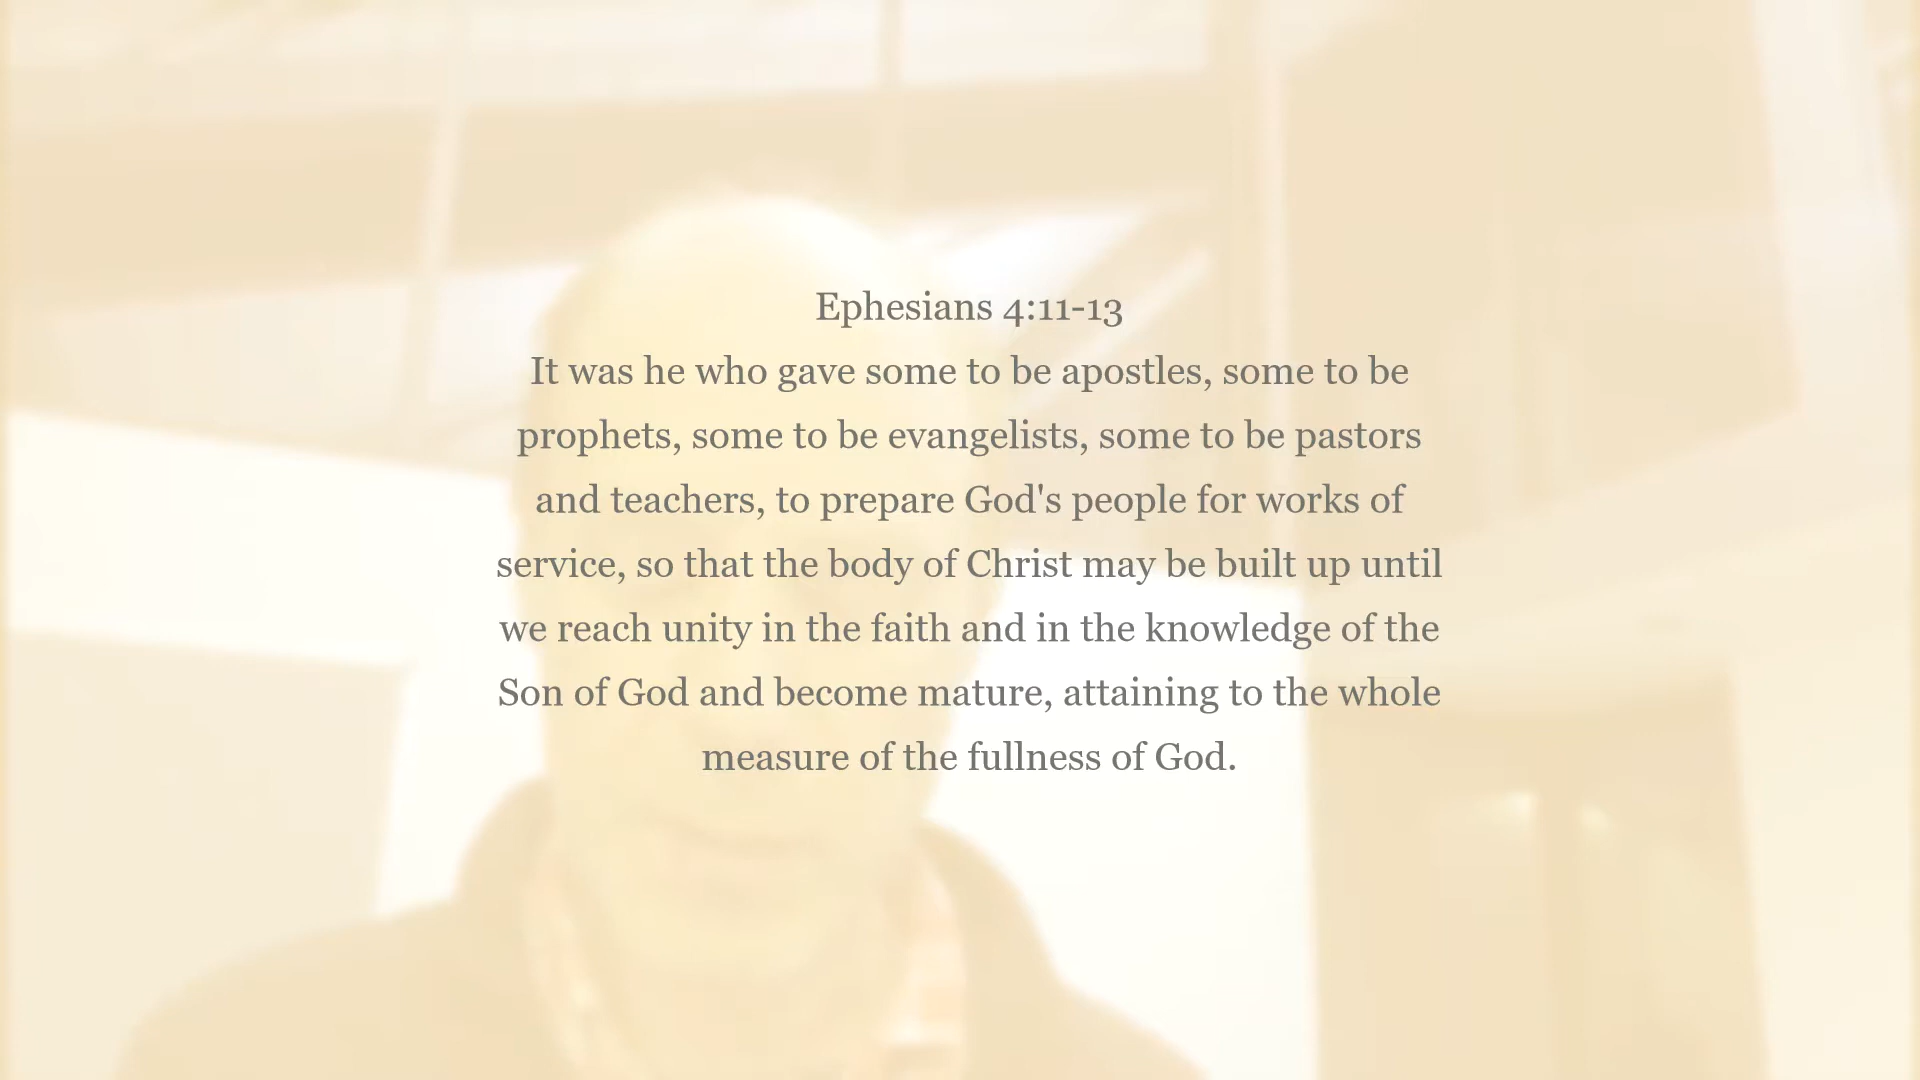 Ephesians 4:11-13
It was he who gave some to be apostles, some to be
prophets, some to be evangelists, some to be pastors
and teachers, to prepare God's people for works of
service, so that the body of Christ may be built up until
we reach unity in the faith and in the knowledge of the
Son of God and become mature, attaining to the whole
measure of the fullness of God.